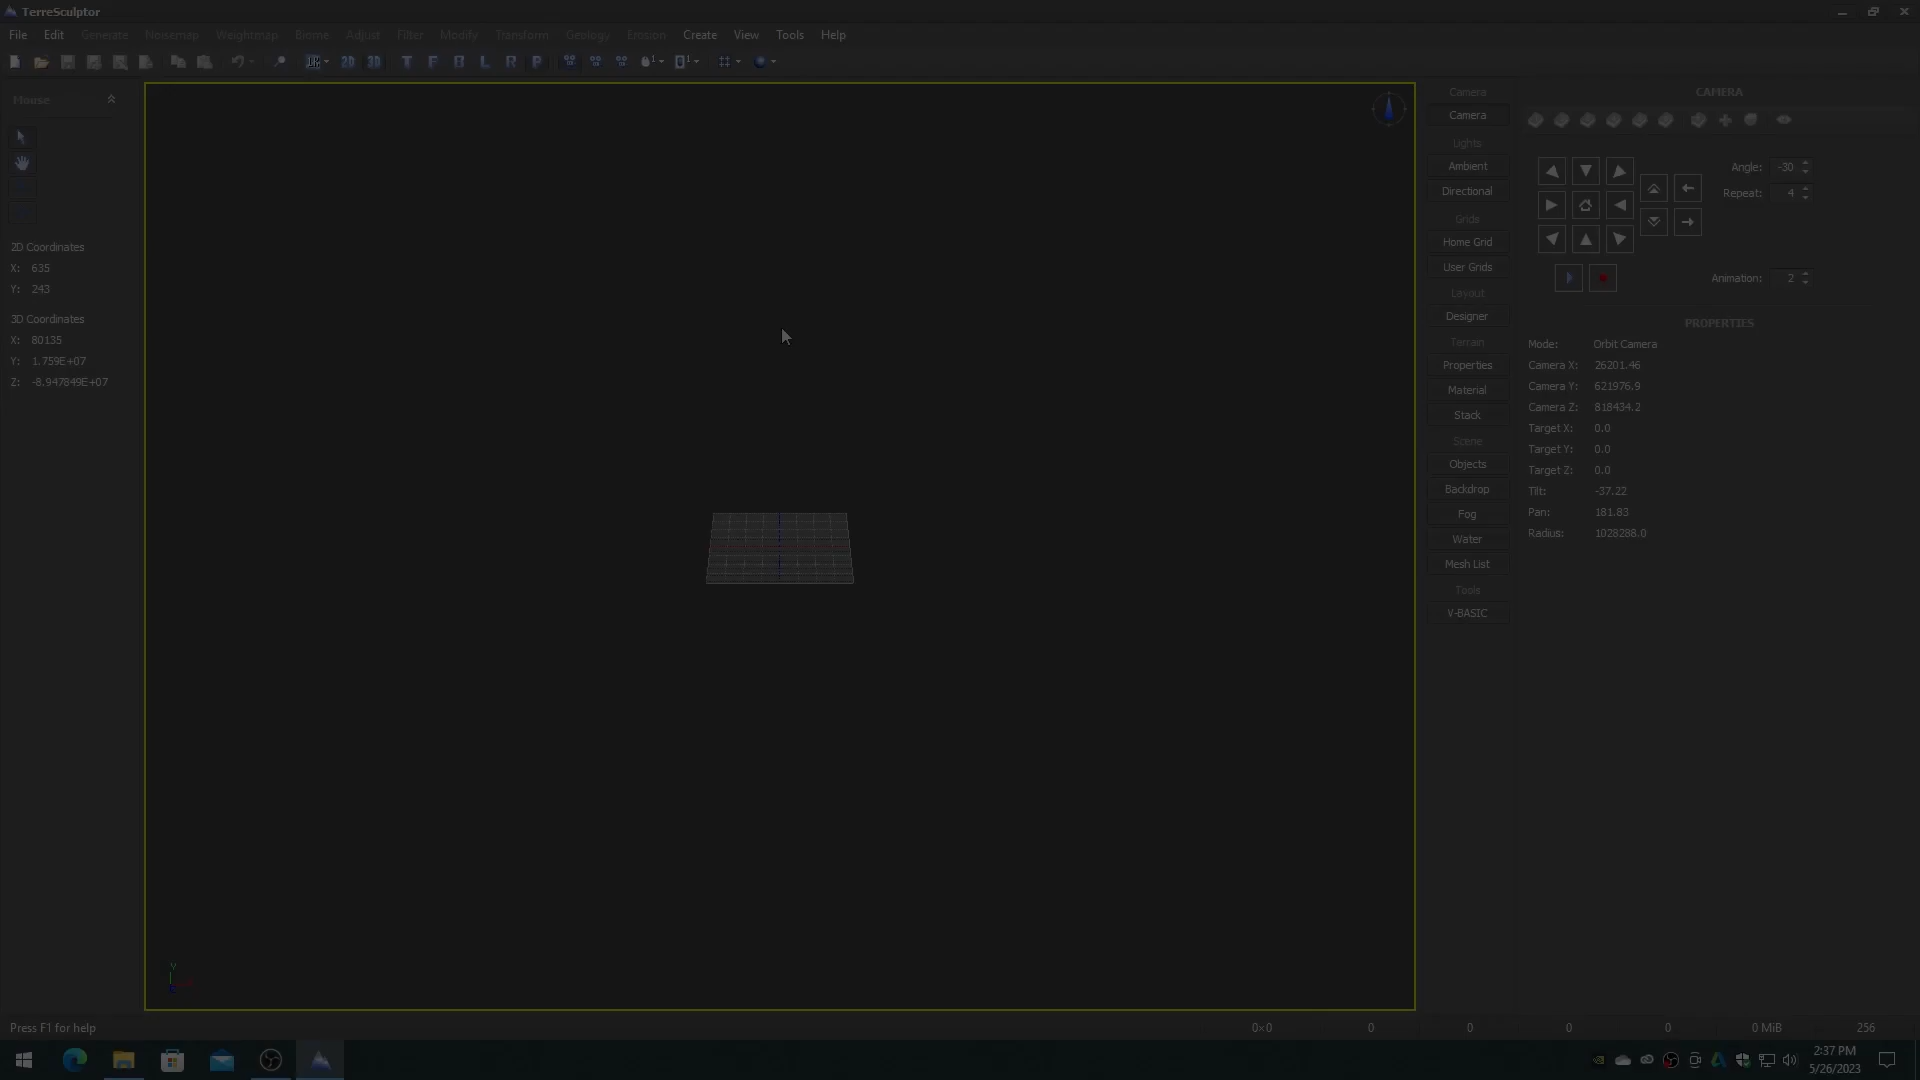 TerreSculptor
File Edit Generate Noisemap Weightmap Biome Adjust Filter Modify Transform Geology Erosion Create View Tools Help
2D 3D T F B L R P
Mouse
2D Coordinates
X: 635
Y: 243
3D Coordinates
X: 80135
Y: 1.759E+07
Z: -8.947849E+07
Y
Camera
Camera
Lights
Ambient
Directional
Grids
Home Grid
User Grids
Layout
Designer
Terrain
Properties
Material
Stack
Scene
Objects
Backdrop
Fog
Water
Mesh List
Tools
V-BASIC
CAMERA
Angle: -30
Repeat: 4
Animation: 2
PROPERTIES
Mode: Orbit Camera
Camera X: 26201.46
Camera Y: 621976.9
Camera Z: 818434.2
Target X: 0.0
Target Y: 0.0
Target Z: 0.0
Tilt: -37.22
Pan: 181.83
Radius: 1028288.0
Press F1 for help
0×0 0 0 0 0 0 MiB 256
2:37 PM
5/26/2023